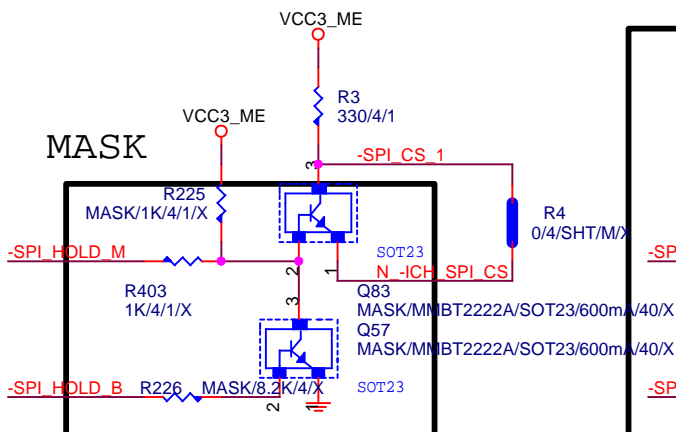 VCC3_ME
R3
330/4/1
VCC3_ME
MASK
3
-SPI_CS_1
R225
MASK/1K/4/1/X
R4
0/4/SHT/M/X
-SPI_HOLD_M
2
1
SOT23
N_-ICH_SPI_CS
-SP
R403
1K/4/1/X
3
Q83
MASK/MMBT2222A/SOT23/600mA/40/X
Q57
MASK/MMBT2222A/SOT23/600mA/40/X
-SPI_HOLD_B
R226
MASK/8.2K/4/X
SOT23
-SP
2
1